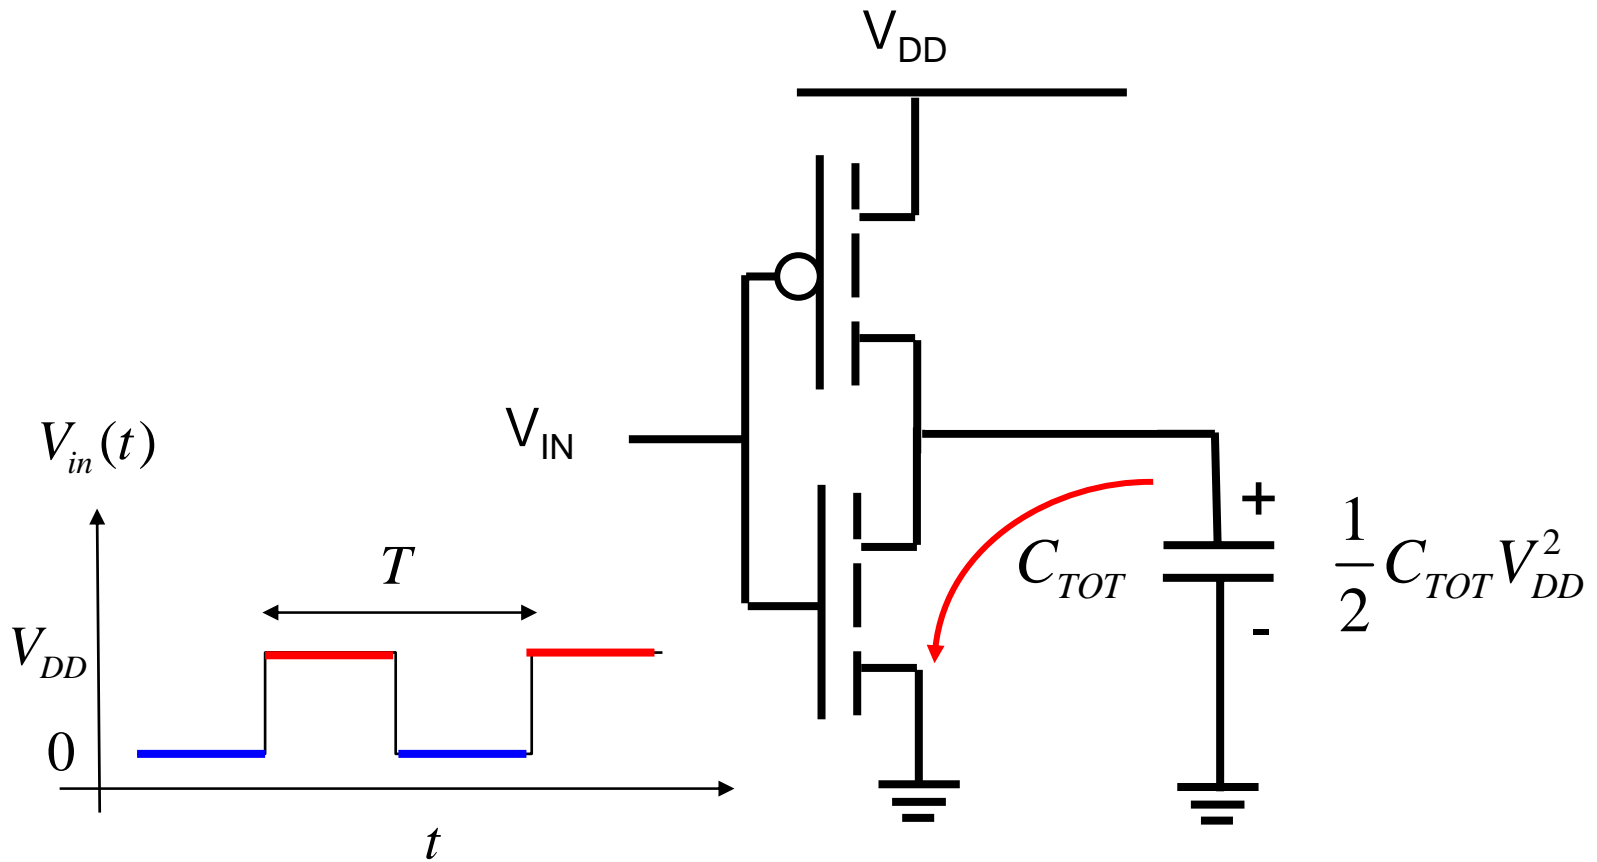 V_DD
V_IN
V_in(t)
T
V_DD
0
t
C_TOT
+
-
1/2 C_TOT V_DD^2